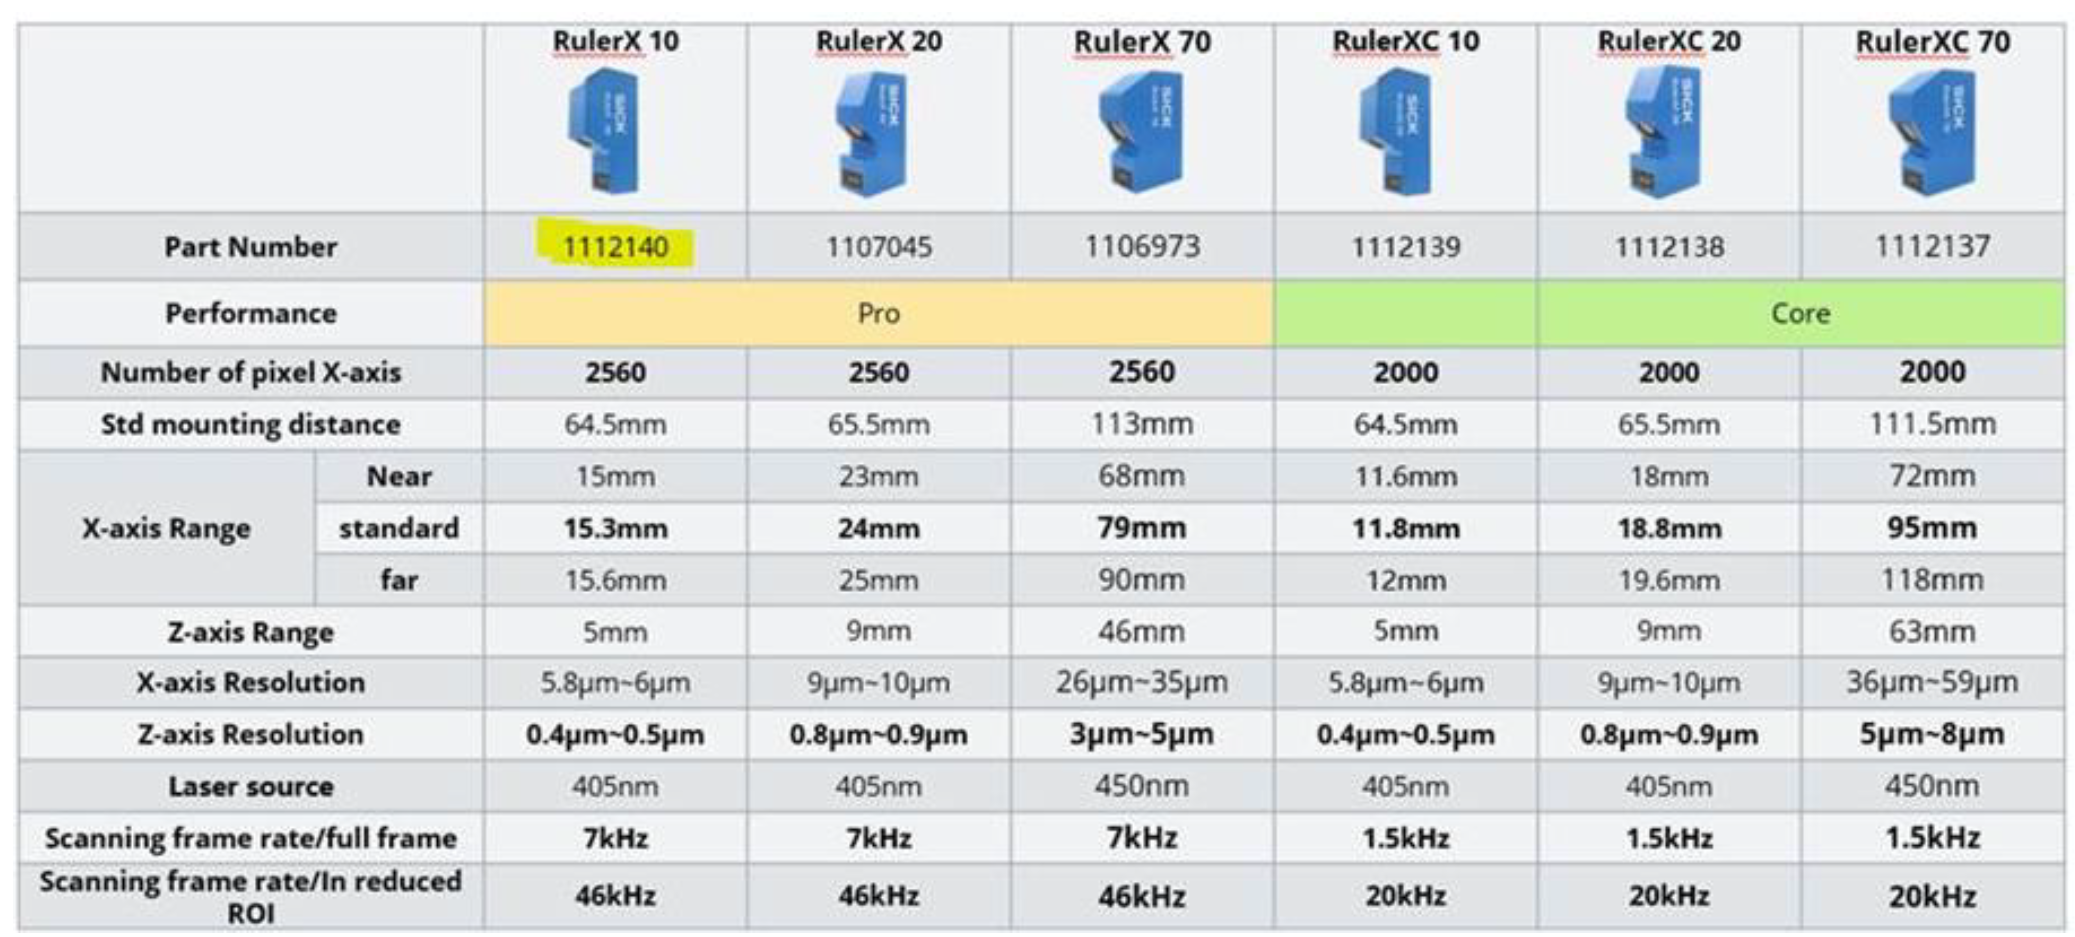 RulerX 10 RulerX 20 RulerX 70 RulerXC 10 RulerXC 20 RulerXC 70
SICK SICK SICK SICK SICK SICK
Part Number 1112140 1107045 1106973 1112139 1112138 1112137
Performance Pro Core
Number of pixel X-axis 2560 2560 2560 2000 2000 2000
Std mounting distance 64.5mm 65.5mm 113mm 64.5mm 65.5mm 111.5mm
X-axis Range
Near 15mm 23mm 68mm 11.6mm 18mm 72mm
standard 15.3mm 24mm 79mm 11.8mm 18.8mm 95mm
far 15.6mm 25mm 90mm 12mm 19.6mm 118mm
Z-axis Range 5mm 9mm 46mm 5mm 9mm 63mm
X-axis Resolution 5.8μm~6μm 9μm~10μm 26μm~35μm 5.8μm~6μm 9μm~10μm 36μm~59μm
Z-axis Resolution 0.4μm~0.5μm 0.8μm~0.9μm 3μm~5μm 0.4μm~0.5μm 0.8μm~0.9μm 5μm~8μm
Laser source 405nm 405nm 450nm 405nm 405nm 450nm
Scanning frame rate/full frame 7kHz 7kHz 7kHz 1.5kHz 1.5kHz 1.5kHz
Scanning frame rate/In reduced
ROI 46kHz 46kHz 46kHz 20kHz 20kHz 20kHz